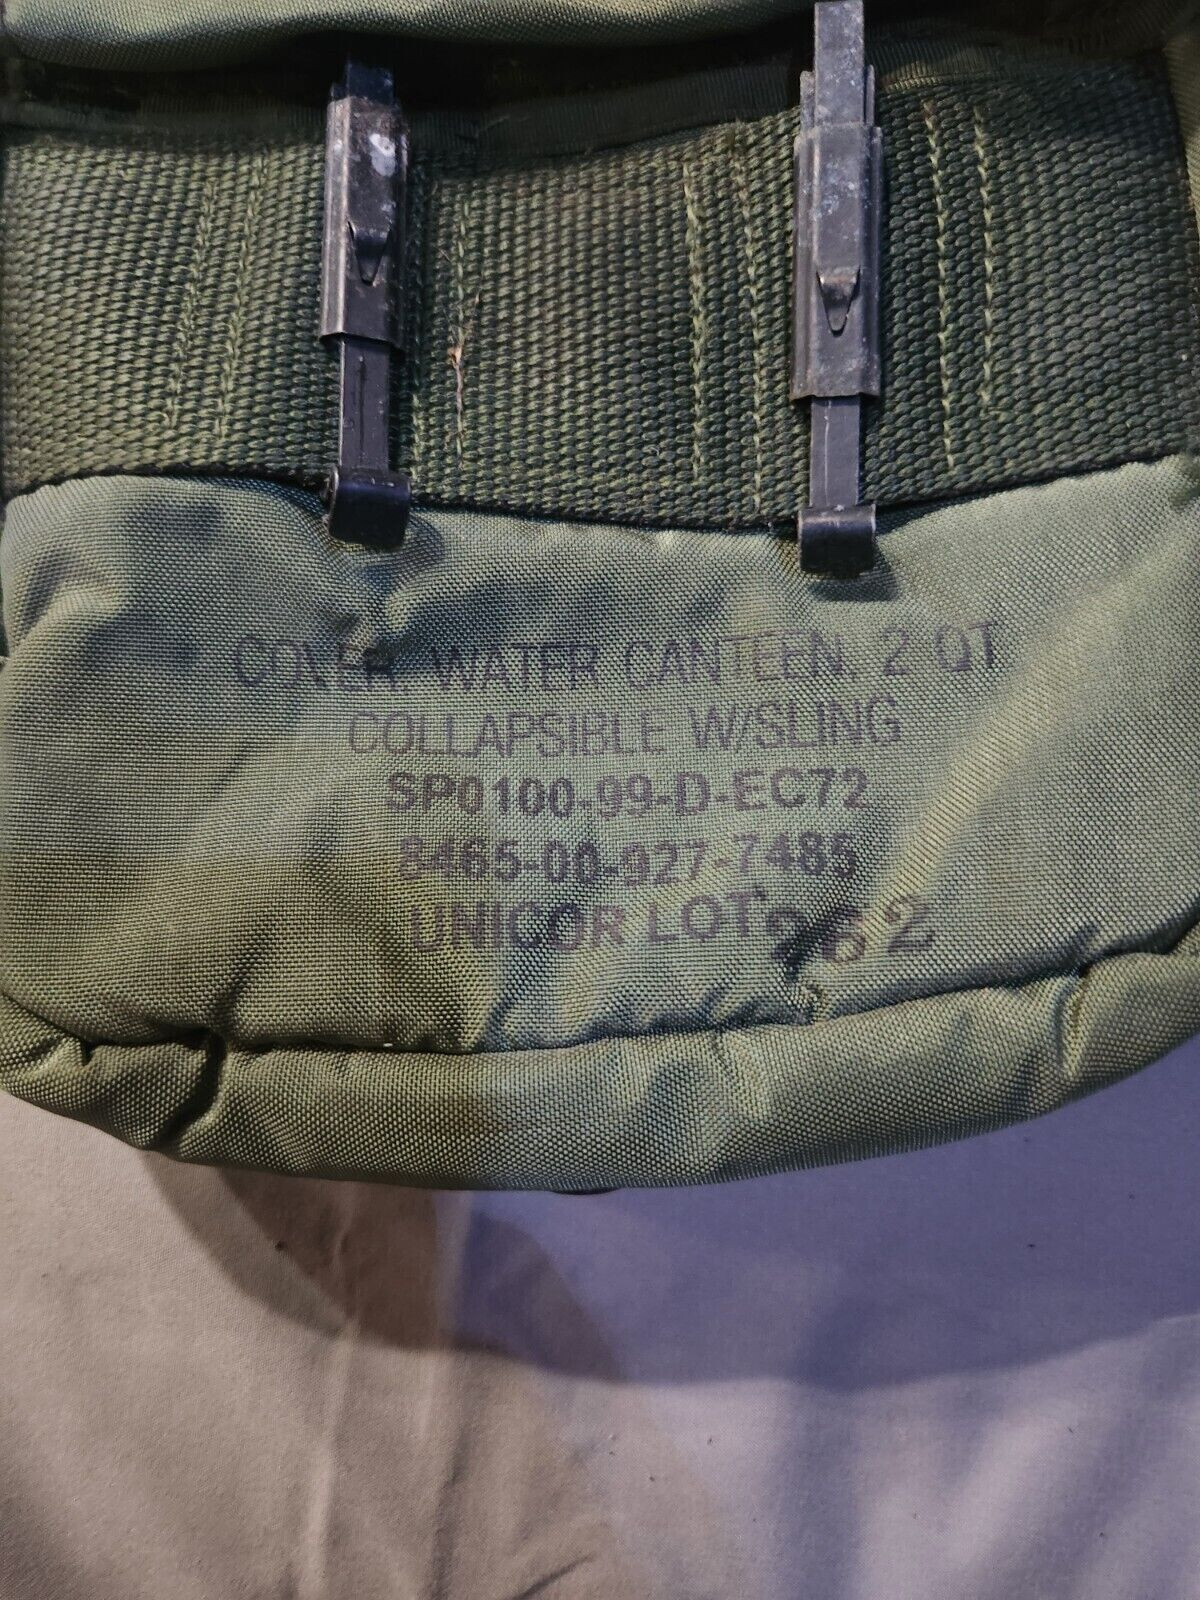 COVER, WATER CANTEEN, 2 QT
COLLAPSIBLE W/SLING
SP0100-99-D-EC72
8465-00-927-7485
UNICOR LOT 262